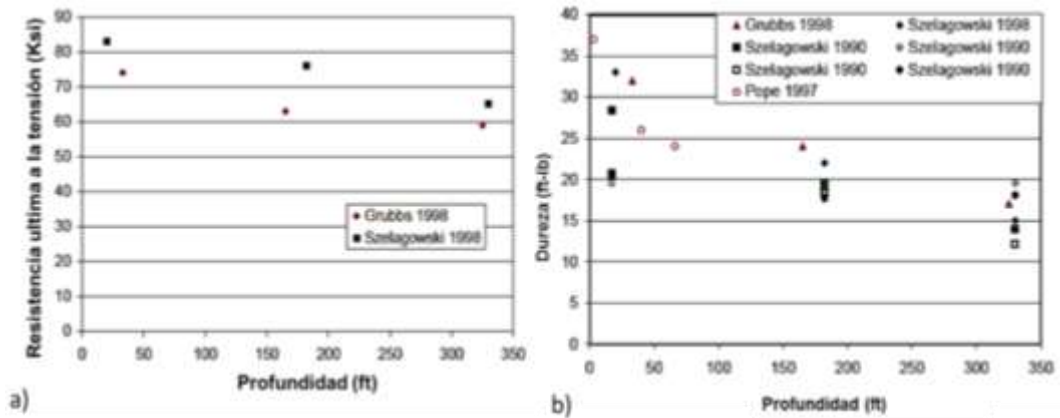 Resistencia ultima a la tensión (Ksi)
90
80
70
60
50
40
30
20
10
0
0 50 100 150 200 250 300 350
Profundidad (ft)
Grubbs 1998
Szelagowski 1998
a)
Dureza (ft-lb)
40
35
30
25
20
15
10
5
0
0 50 100 150 200 250 300 350
Profundidad (ft)
Grubbs 1998 Szelagowski 1998
Szelagowski 1990 Szelagowski 1990
Szelagowski 1990 Szelagowski 1990
Pope 1997
b)